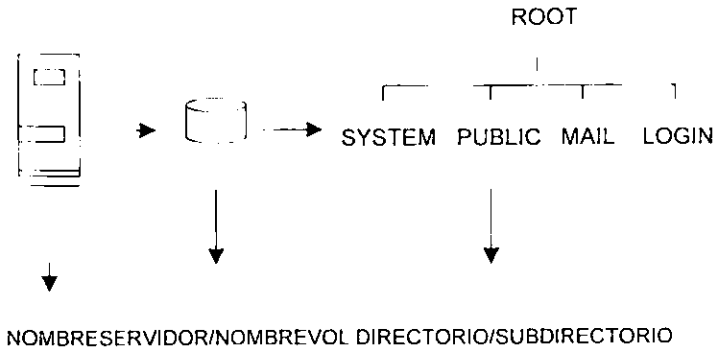 ROOT
SYSTEM PUBLIC MAIL LOGIN
NOMBRESERVIDOR/NOMBREVOL DIRECTORIO/SUBDIRECTORIO